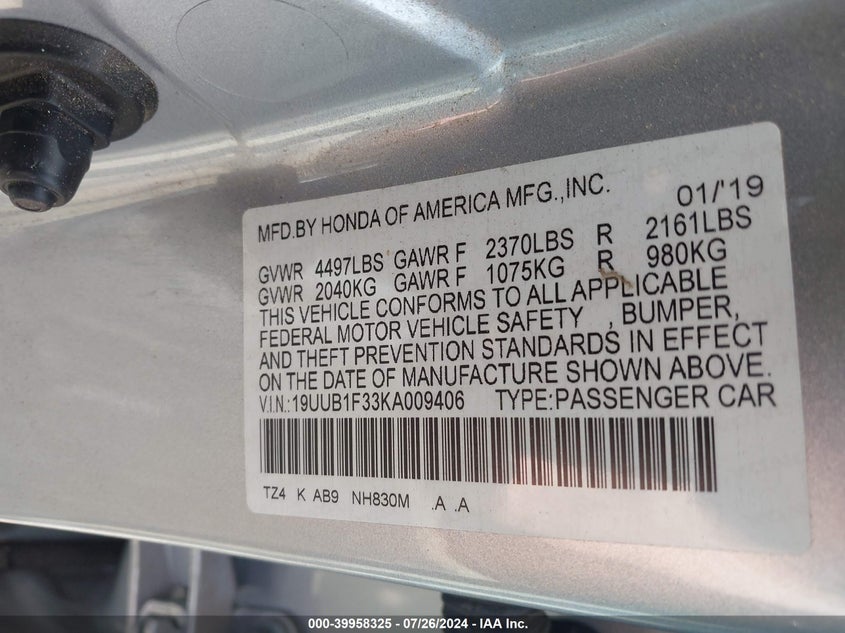 MFD.BY HONDA OF AMERICA MFG.,INC. 01/'19
GVWR 4497LBS GAWR F 2370LBS R 2161LBS
GVWR 2040KG GAWR F 1075KG R 980KG
THIS VEHICLE CONFORMS TO ALL APPLICABLE
FEDERAL MOTOR VEHICLE SAFETY , BUMPER,
AND THEFT PREVENTION STANDARDS IN EFFECT
ON THE DATE OF MANUFACTURE SHOWN ABOVE.
V.I.N.:19UUB1F33KA009406 TYPE:PASSENGER CAR
TZ4 K AB9 NH830M .A .A
000-39958325 / 07/26/2024 - IAA Inc.